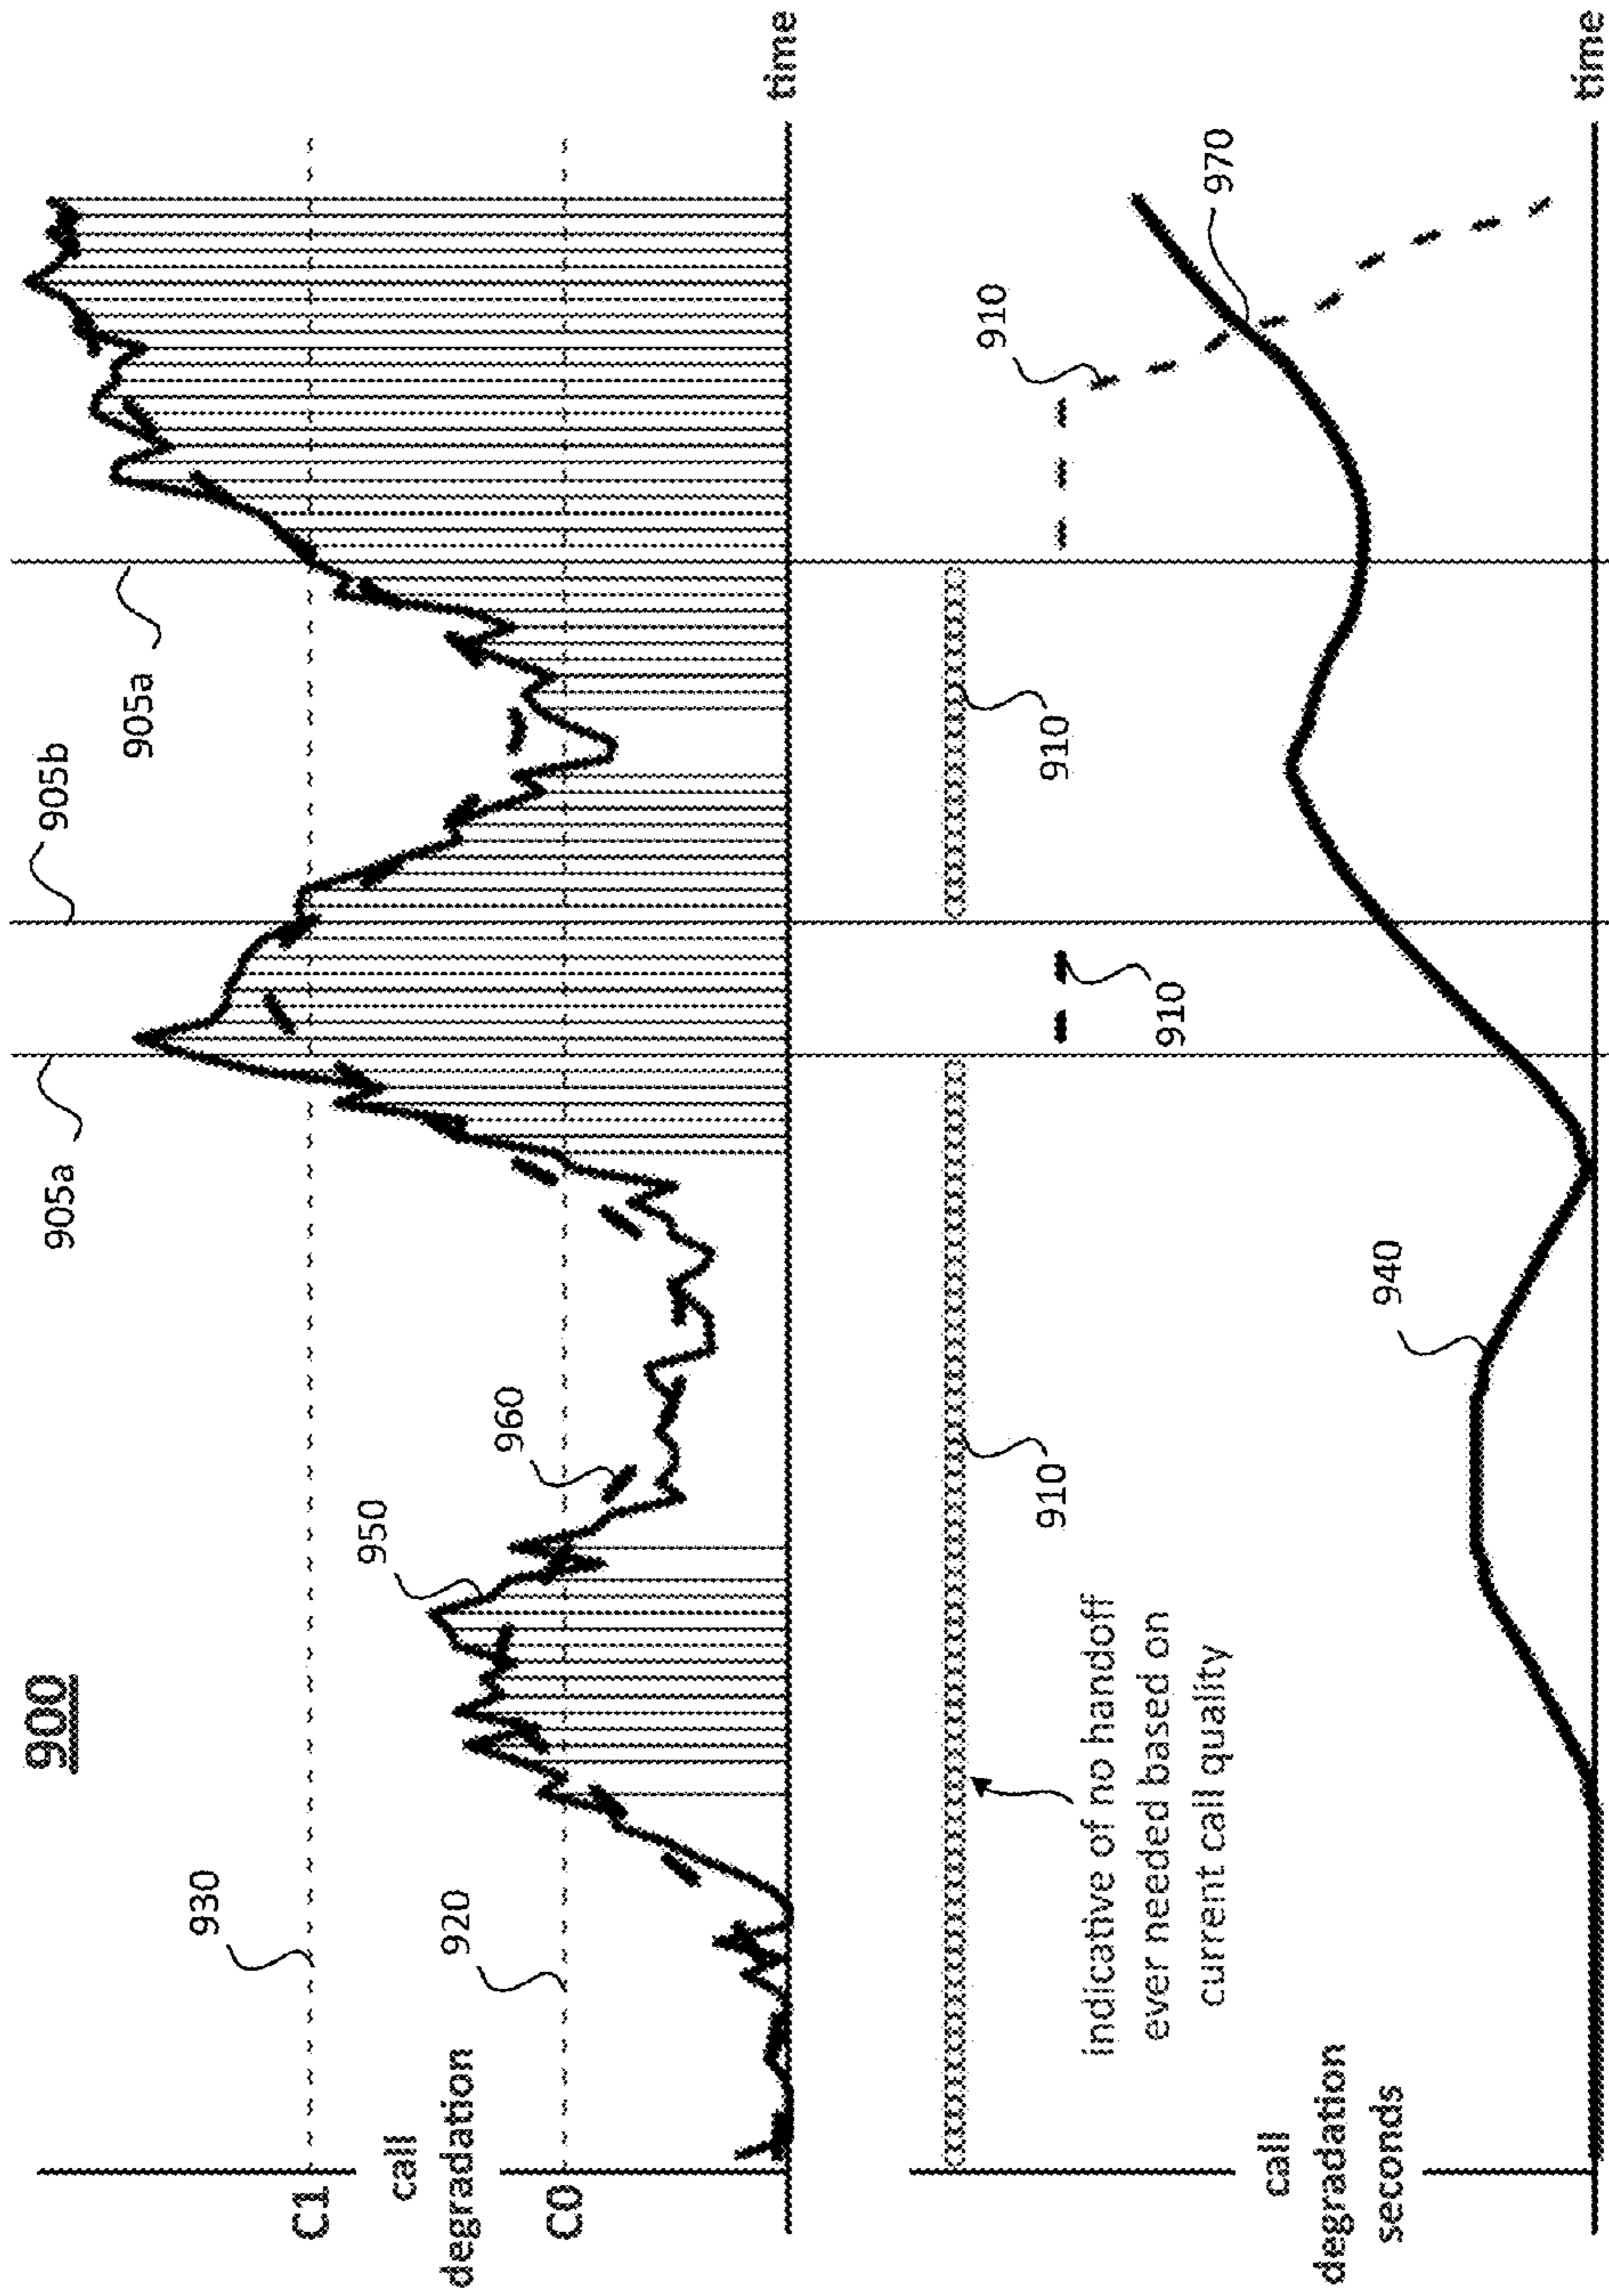 900
930
C1
905a
905b
905a
950
call
degradation
920
960
C0
time
indicative of no handoff
ever needed based on
current call quality
910
910
910
910
call
degradation
seconds
940
970
time